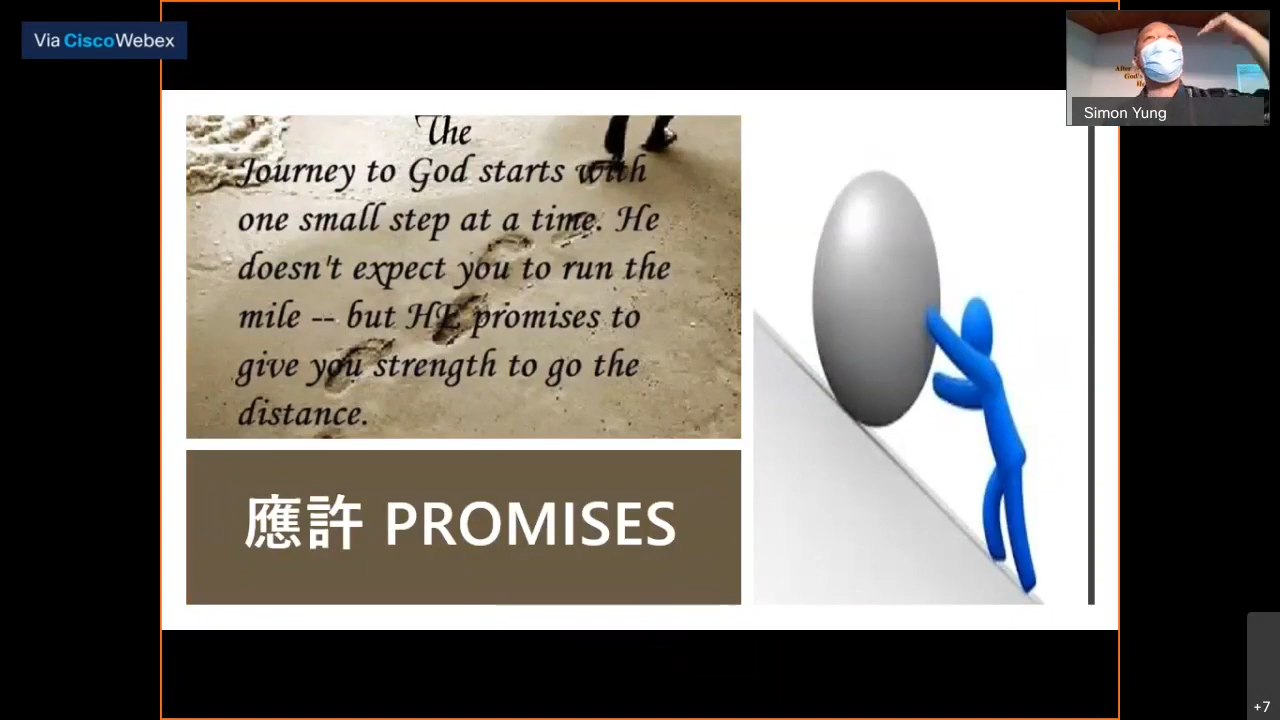 Via CiscoWebex
The
Journey to God starts with
one small step at a time. He
doesn't expect you to run the
mile -- but HE promises to
give you strength to go the
distance.
應許 PROMISES
After
God's
Simon Yung
+7